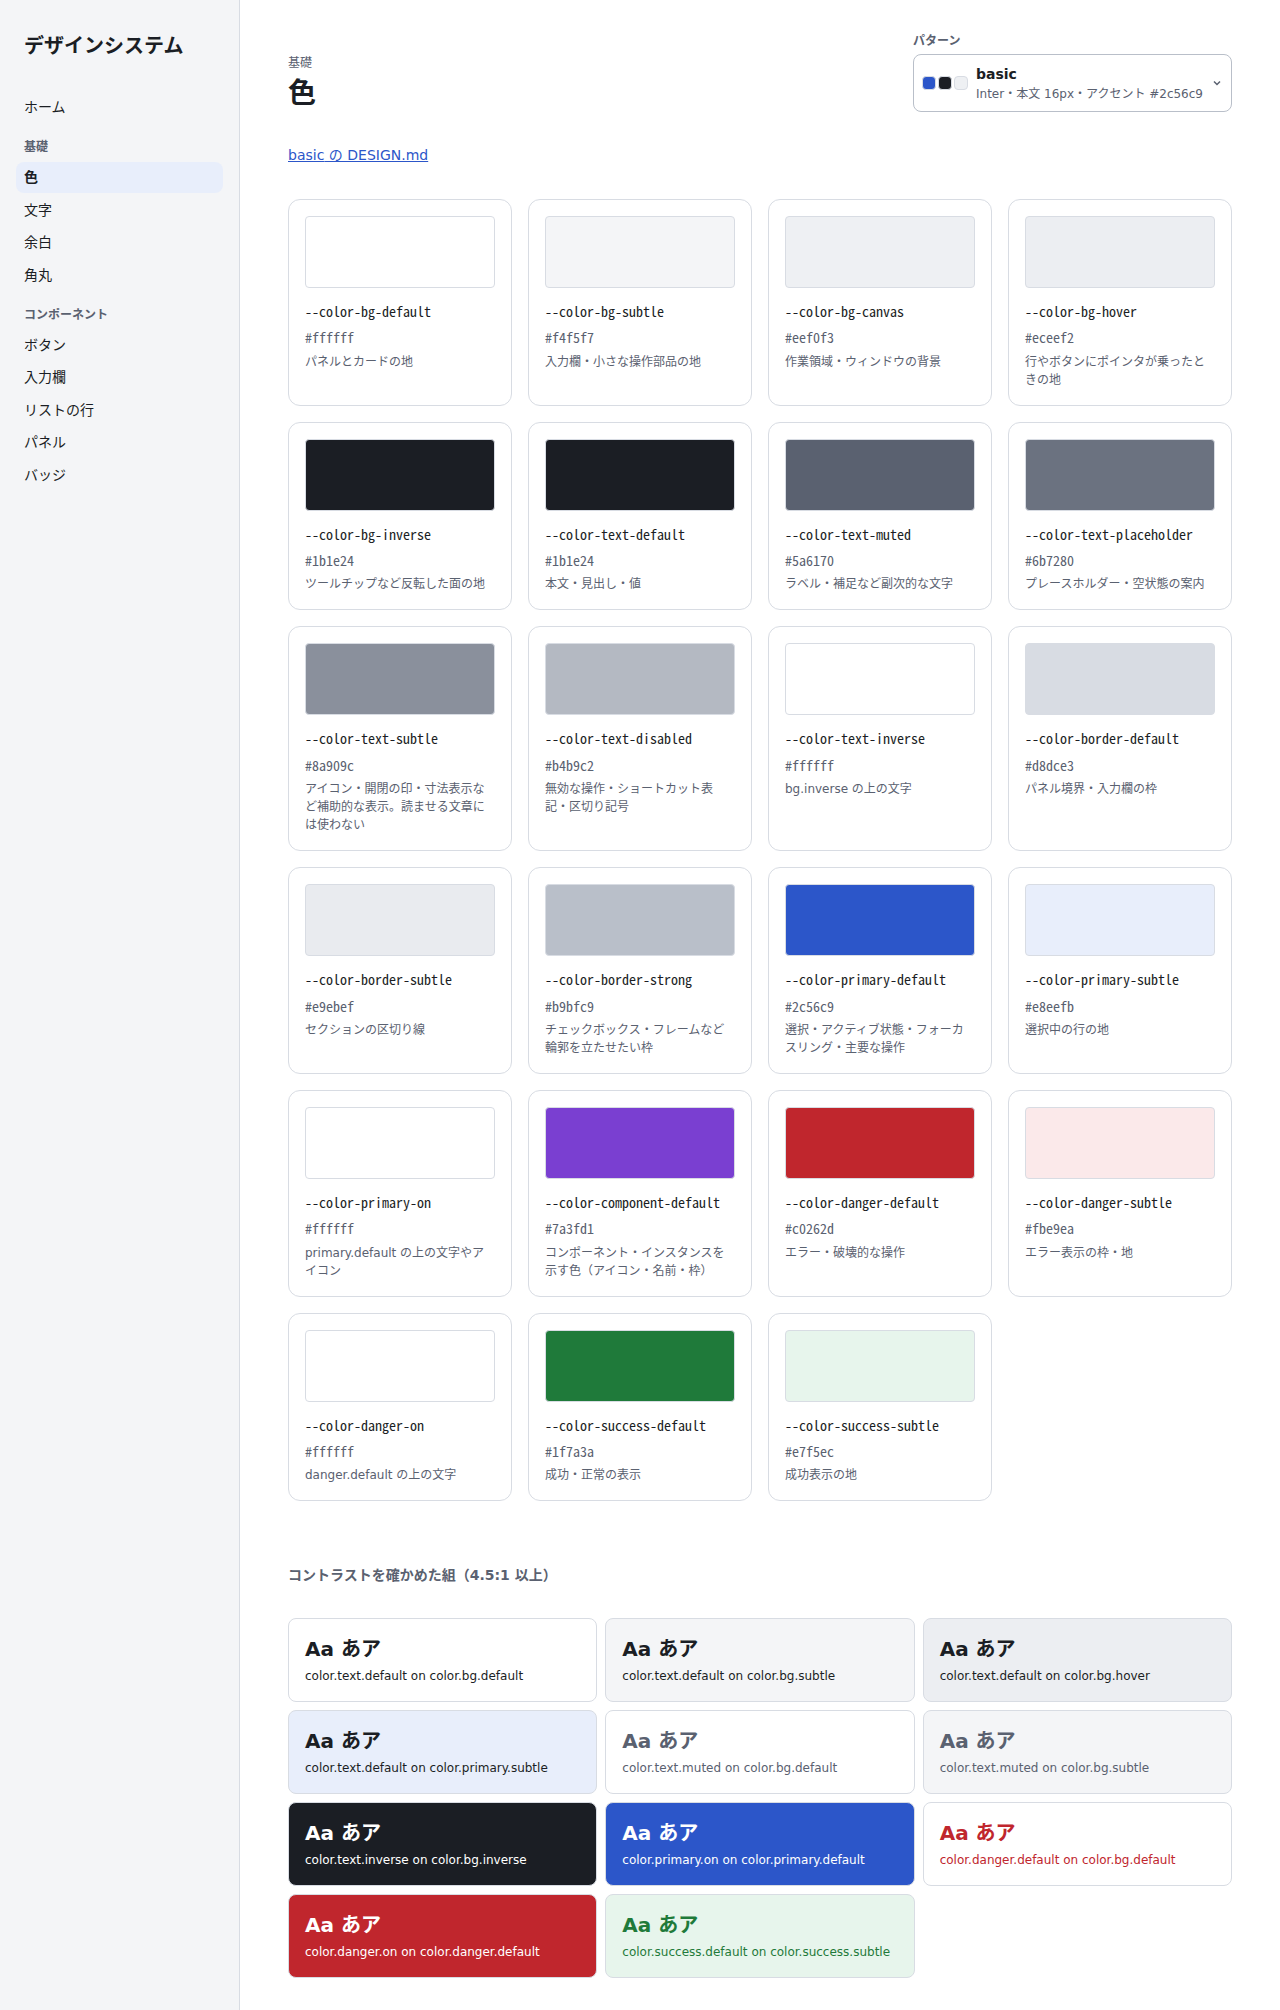 デザインシステム
ホーム
基礎
色
文字
余白
角丸
コンポーネント
ボタン
入力欄
リストの行
パネル
バッジ
基礎
色
パターン
basic
Inter・本文 16px・アクセント #2c56c9
basic の DESIGN.md
--color-bg-default
#ffffff
パネルとカードの地
--color-bg-subtle
#f4f5f7
入力欄・小さな操作部品の地
--color-bg-canvas
#eef0f3
作業領域・ウィンドウの背景
--color-bg-hover
#eceef2
行やボタンにポインタが乗ったと
きの地
--color-bg-inverse
#1b1e24
ツールチップなど反転した面の地
--color-text-default
#1b1e24
本文・見出し・値
--color-text-muted
#5a6170
ラベル・補足など副次的な文字
--color-text-placeholder
#6b7280
プレースホルダー・空状態の案内
--color-text-subtle
#8a909c
アイコン・開閉の印・寸法表示な
ど補助的な表示。読ませる文章に
は使わない
--color-text-disabled
#b4b9c2
無効な操作・ショートカット表
記・区切り記号
--color-text-inverse
#ffffff
bg.inverse の上の文字
--color-border-default
#d8dce3
パネル境界・入力欄の枠
--color-border-subtle
#e9ebef
セクションの区切り線
--color-border-strong
#b9bfc9
チェックボックス・フレームなど
輪郭を立たせたい枠
--color-primary-default
#2c56c9
選択・アクティブ状態・フォーカ
スリング・主要な操作
--color-primary-subtle
#e8eefb
選択中の行の地
--color-primary-on
#ffffff
primary.default の上の文字やア
イコン
--color-component-default
#7a3fd1
コンポーネント・インスタンスを
示す色（アイコン・名前・枠）
--color-danger-default
#c0262d
エラー・破壊的な操作
--color-danger-subtle
#fbe9ea
エラー表示の枠・地
--color-danger-on
#ffffff
danger.default の上の文字
--color-success-default
#1f7a3a
成功・正常の表示
--color-success-subtle
#e7f5ec
成功表示の地
コントラストを確かめた組（4.5:1 以上）
Aa あア
color.text.default on color.bg.default
Aa あア
color.text.default on color.bg.subtle
Aa あア
color.text.default on color.bg.hover
Aa あア
color.text.default on color.primary.subtle
Aa あア
color.text.muted on color.bg.default
Aa あア
color.text.muted on color.bg.subtle
Aa あア
color.text.inverse on color.bg.inverse
Aa あア
color.primary.on on color.primary.default
Aa あア
color.danger.default on color.bg.default
Aa あア
color.danger.on on color.danger.default
Aa あア
color.success.default on color.success.subtle